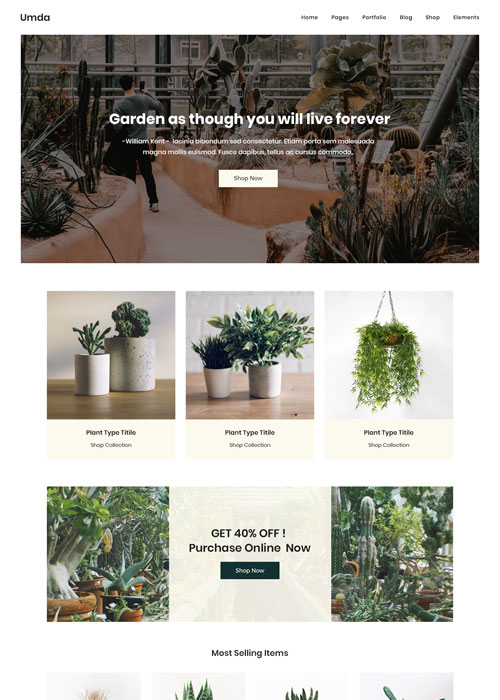 Umda
Home Pages Portfolio Blog Shop Elements
Garden as though you will live forever
-William Kent - lacinia bibendum sed consectetur. Etiam porta sem malesuada
magna mollis euismod. Fusce dapibus, tellus ac cursus commodo.
Shop Now
Plant Type Titile
Shop Collection
Plant Type Titile
Shop Collection
Plant Type Titile
Shop Collection
GET 40% OFF !
Purchase Online Now
Shop Now
Most Selling Items